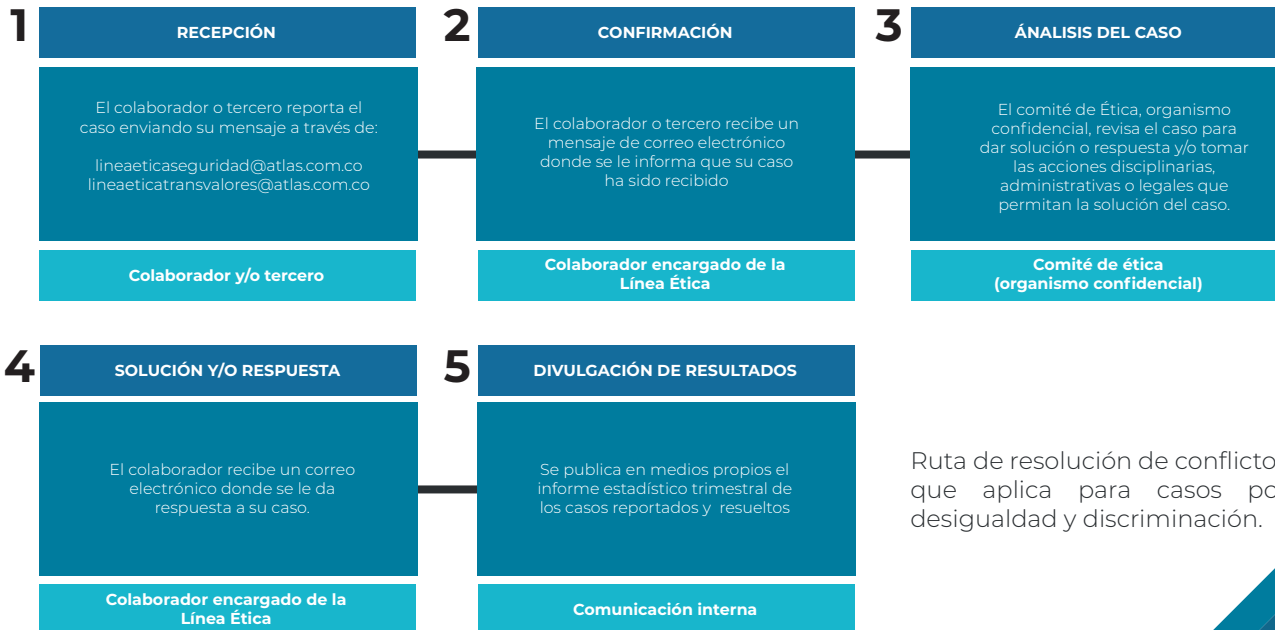 1
RECEPCIÓN
El colaborador o tercero reporta el
caso enviando su mensaje a través de:
lineaeticaseguridad@atlas.com.co
lineaeticatransvalores@atlas.com.co
Colaborador y/o tercero
2
CONFIRMACIÓN
El colaborador o tercero recibe un
mensaje de correo electrónico
donde se le informa que su caso
ha sido recibido
Colaborador encargado de la
Línea Ética
3
ÁNALISIS DEL CASO
El comité de Ética, organismo
confidencial, revisa el caso para
dar solución o respuesta y/o tomar
las acciones disciplinarias,
administrativas o legales que
permitan la solución del caso.
Comité de ética
(organismo confidencial)
4
SOLUCIÓN Y/O RESPUESTA
El colaborador recibe un correo
electrónico donde se le da
respuesta a su caso.
Colaborador encargado de la
Línea Ética
5
DIVULGACIÓN DE RESULTADOS
Se publica en medios propios el
informe estadístico trimestral de
los casos reportados y resueltos
Comunicación interna
Ruta de resolución de conflicto
que aplica para casos po
desigualdad y discriminación.